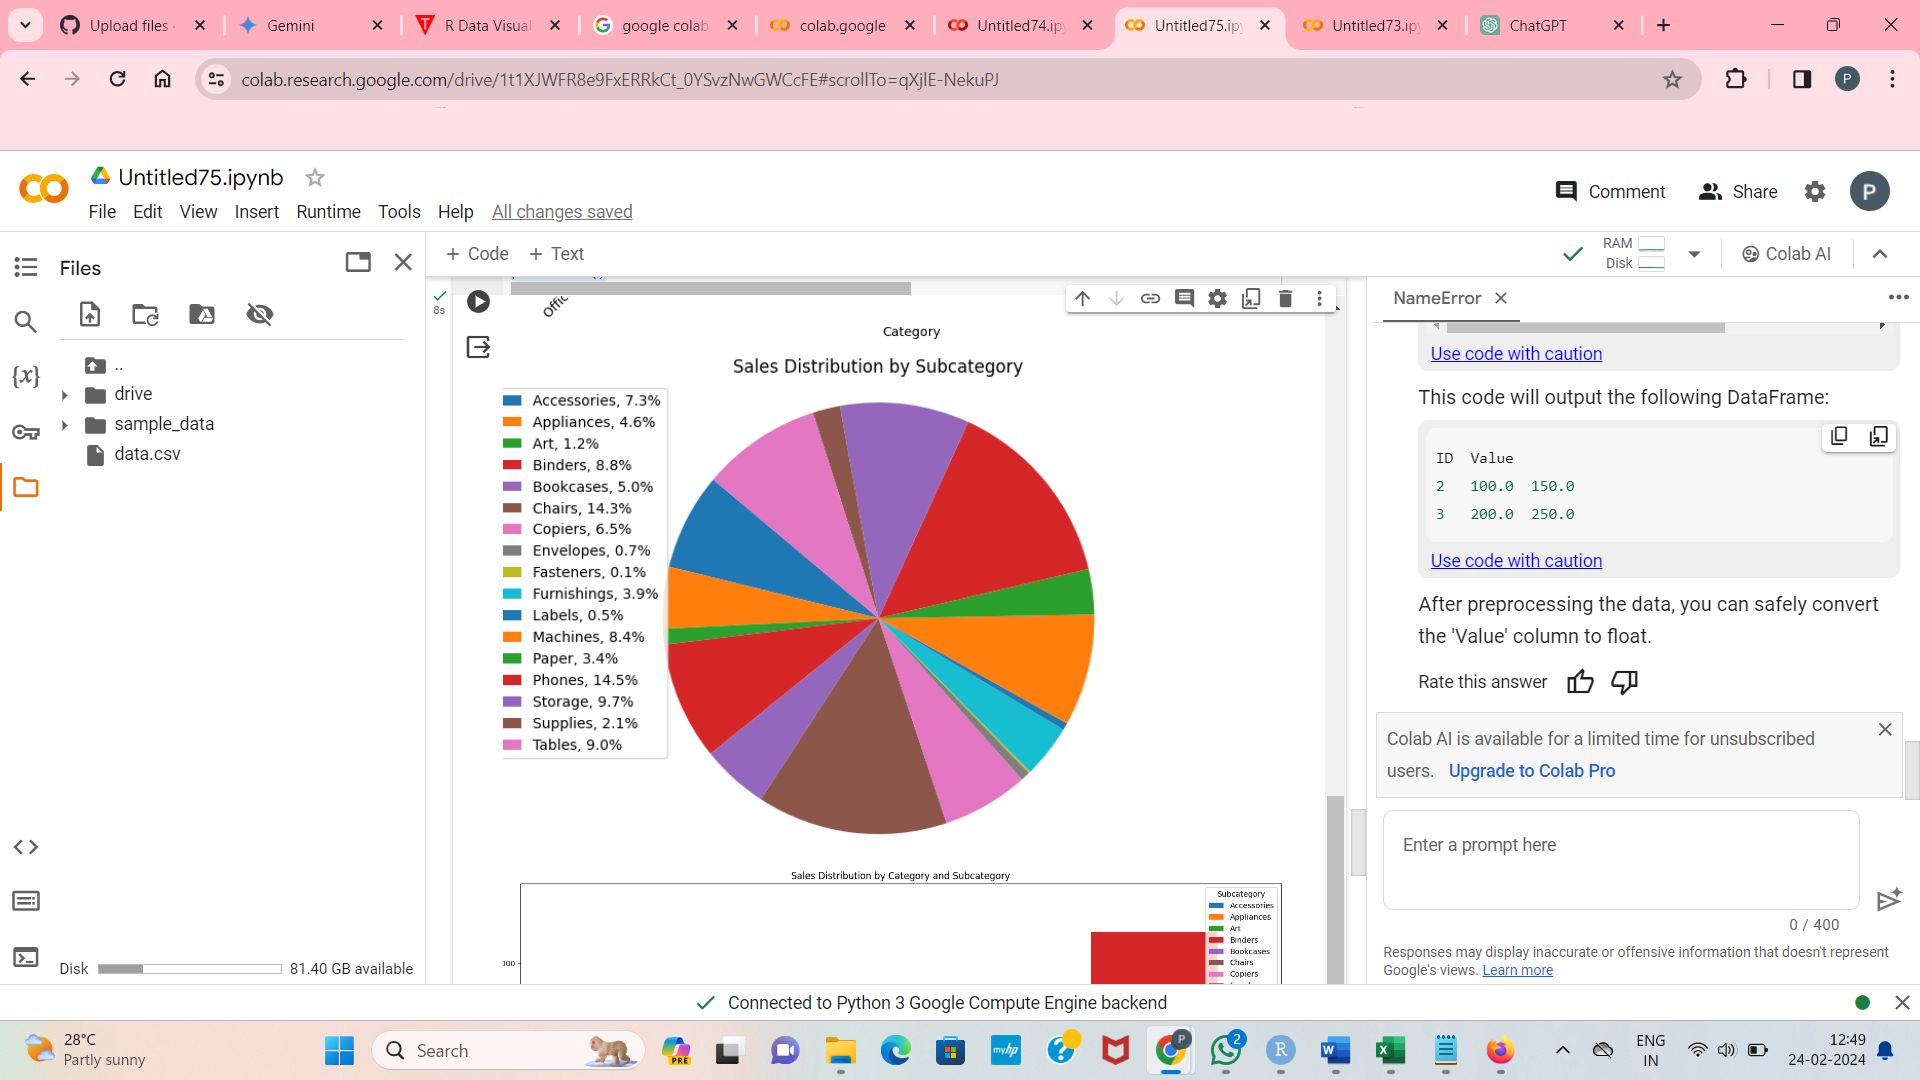 Upload files
Gemini
R Data Visual
google colab
colab.google
Untitled74.ip
Untitled75.ip
Untitled73.ip
ChatGPT
colab.research.google.com/drive/1t1XJWFR8e9FxERRkCt_0YSvzNwGWCcFE#scrollTo=qXjlE-NekuPJ
P
Untitled75.ipynb
File Edit View Insert Runtime Tools Help All changes saved
Comment
Share
P
Files
+ Code + Text
RAM
Disk
Colab AI
..
drive
sample_data
data.csv
Disk
81.40 GB available
8s
Offic
Category
Sales Distribution by Subcategory
Accessories, 7.3%
Appliances, 4.6%
Art, 1.2%
Binders, 8.8%
Bookcases, 5.0%
Chairs, 14.3%
Copiers, 6.5%
Envelopes, 0.7%
Fasteners, 0.1%
Furnishings, 3.9%
Labels, 0.5%
Machines, 8.4%
Paper, 3.4%
Phones, 14.5%
Storage, 9.7%
Supplies, 2.1%
Tables, 9.0%
Sales Distribution by Category and Subcategory
Subcategory
Accessories
Appliances
Art
Binders
Bookcases
Chairs
Copiers
000
NameError
Use code with caution
This code will output the following DataFrame:
ID Value
2 100.0 150.0
3 200.0 250.0
Use code with caution
After preprocessing the data, you can safely convert
the 'Value' column to float.
Rate this answer
Colab AI is available for a limited time for unsubscribed
users. Upgrade to Colab Pro
Enter a prompt here
0 / 400
Responses may display inaccurate or offensive information that doesn't represent
Google's views. Learn more
Connected to Python 3 Google Compute Engine backend
28°C
Partly sunny
Search
PRE
myhp
P
2
R
W
X
ENG
IN
12:49
24-02-2024